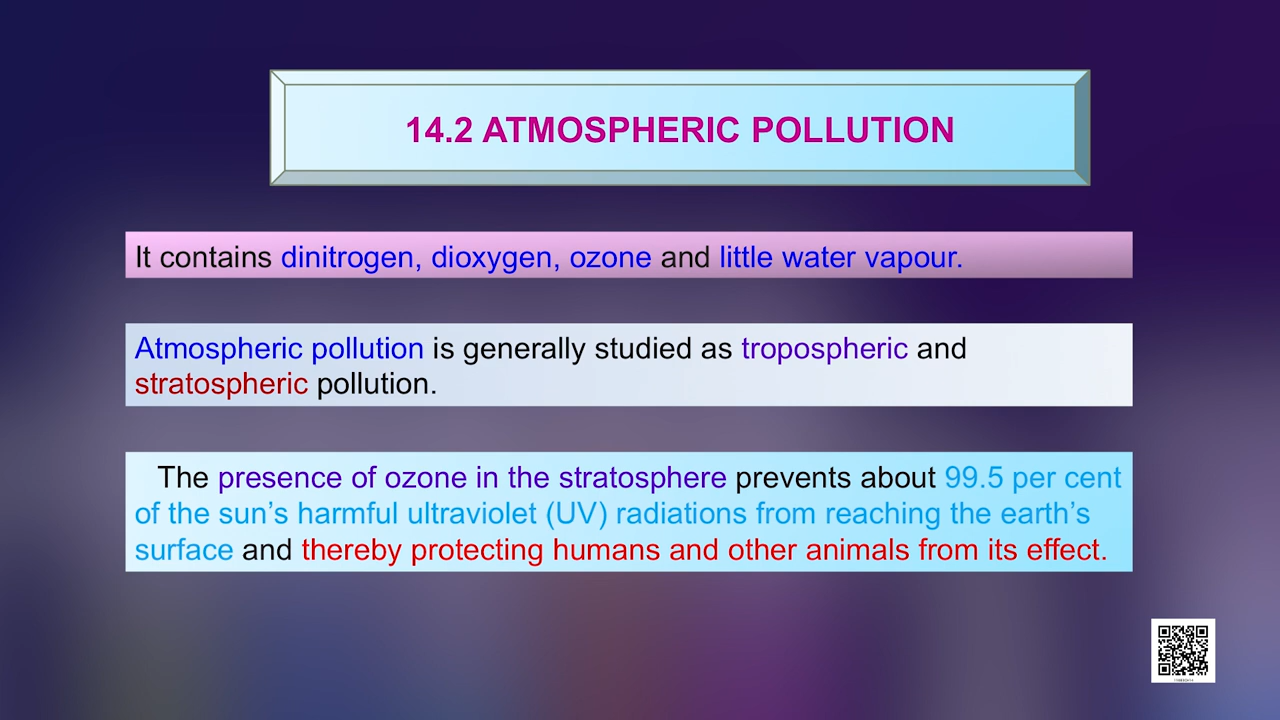 14.2 ATMOSPHERIC POLLUTION
It contains dinitrogen, dioxygen, ozone and little water vapour.
Atmospheric pollution is generally studied as tropospheric and
stratospheric pollution.
The presence of ozone in the stratosphere prevents about 99.5 per cent
of the sun’s harmful ultraviolet (UV) radiations from reaching the earth’s
surface and thereby protecting humans and other animals from its effect.